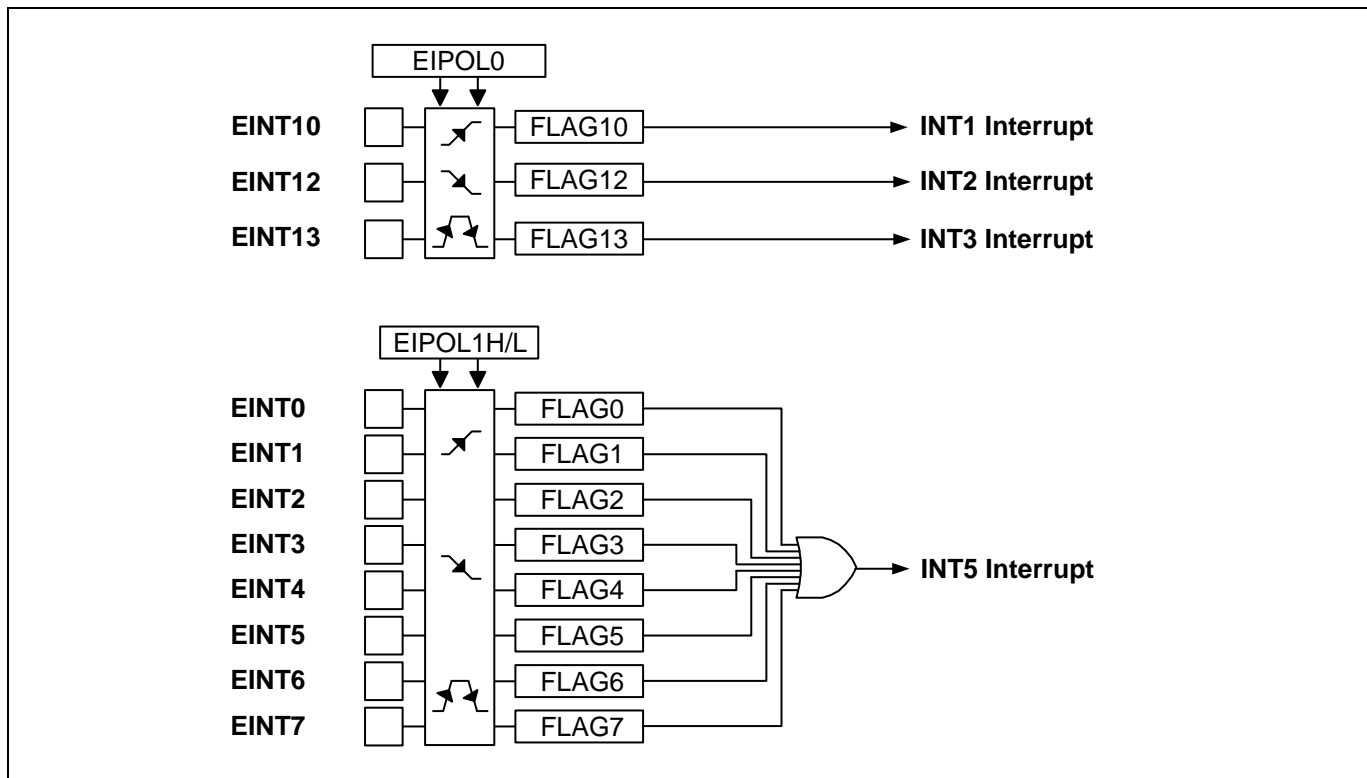 EIPOL0
EINT10 FLAG10 INT1 Interrupt
EINT12 FLAG12 INT2 Interrupt
EINT13 FLAG13 INT3 Interrupt
EIPOL1H/L
EINT0 FLAG0
EINT1 FLAG1
EINT2 FLAG2
EINT3 FLAG3
INT5 Interrupt
EINT4 FLAG4
EINT5 FLAG5
EINT6 FLAG6
EINT7 FLAG7